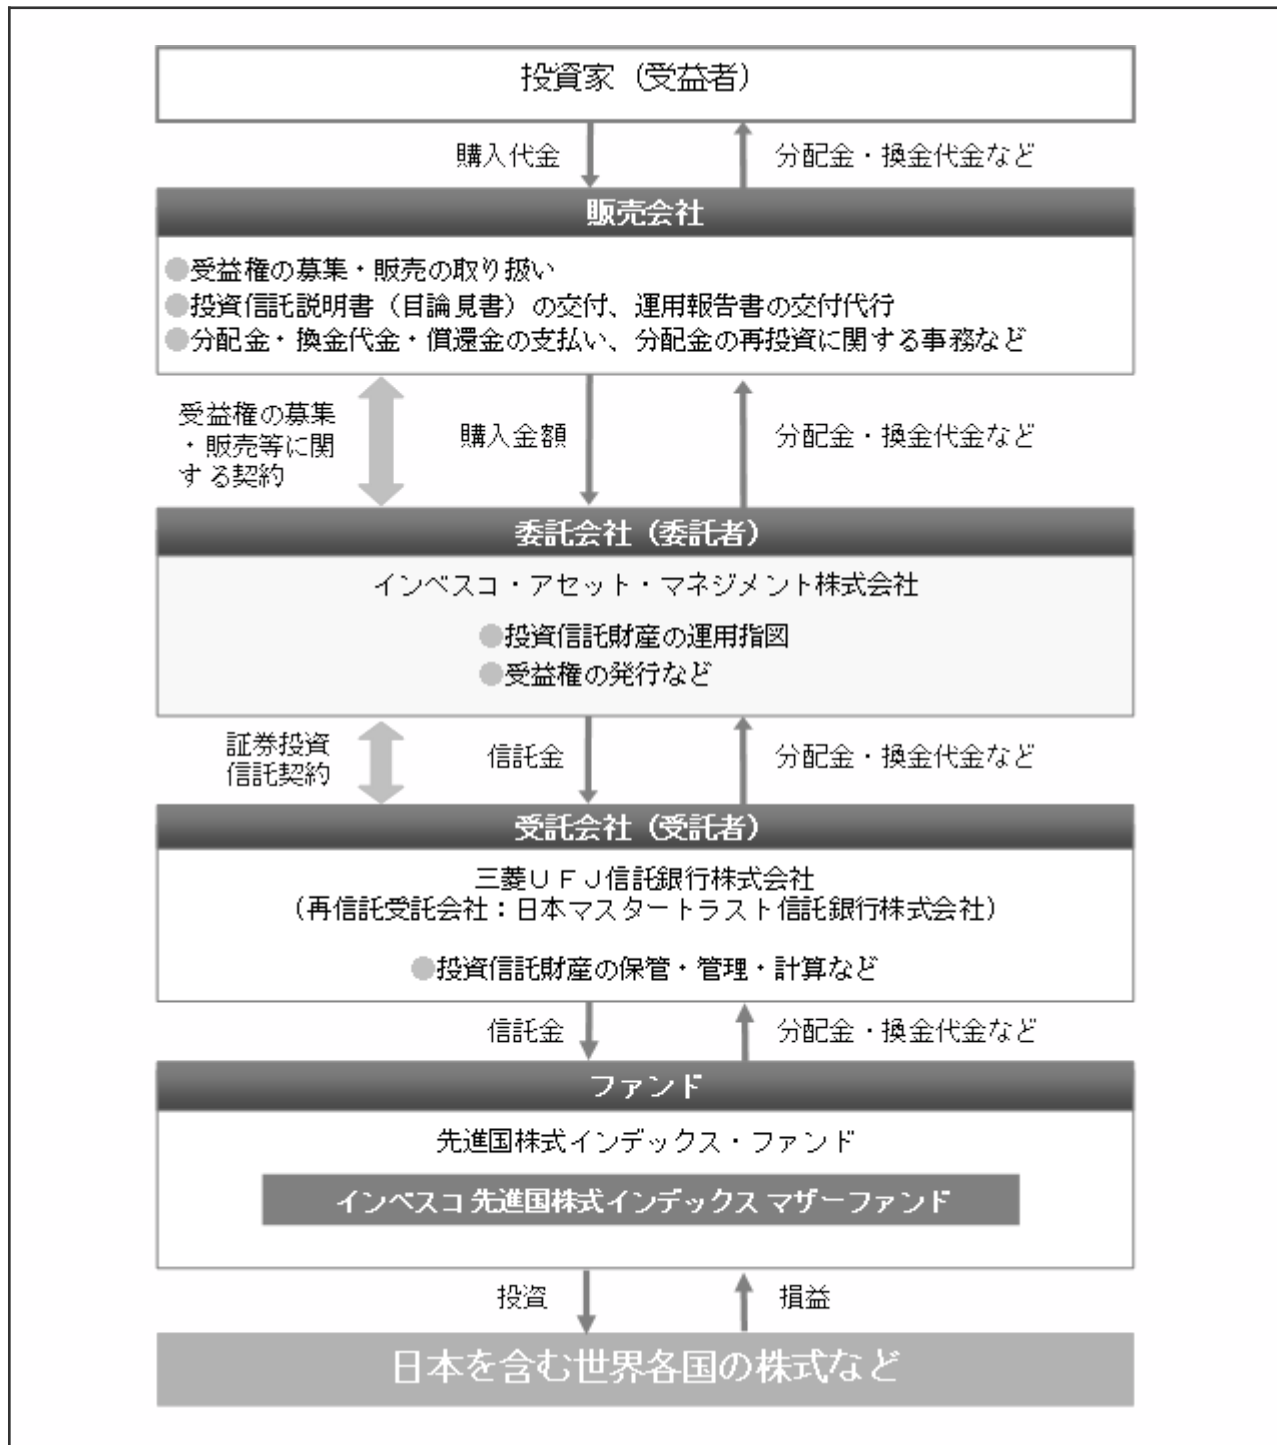 投資家（受益者）
購入代金
分配金・換金代金など
販売会社
●受益権の募集・販売の取り扱い
●投資信託説明書（目論見書）の交付、運用報告書の交付代行
●分配金・換金代金・償還金の支払い、分配金の再投資に関する事務など
受益権の募集
・販売等に関
する契約
購入金額
分配金・換金代金など
委託会社（委託者）
インベスコ・アセット・マネジメント株式会社
●投資信託財産の運用指図
●受益権の発行など
証券投資
信託契約
信託金
分配金・換金代金など
受託会社（受託者）
三菱ＵＦＪ信託銀行株式会社
（再信託受託会社：日本マスタートラスト信託銀行株式会社）
●投資信託財産の保管・管理・計算など
信託金
分配金・換金代金など
ファンド
先進国株式インデックス・ファンド
インベスコ 先進国株式インデックス マザーファンド
投資
損益
日本を含む世界各国の株式など